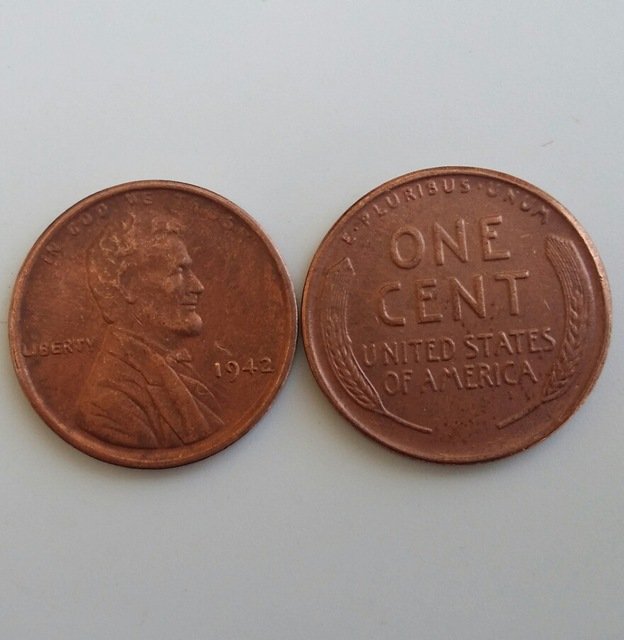 IN GOD WE
LIBERTY
1942
E·PLURIBUS·UNUM
ONE
CENT
UNITED STATES
OF AMERICA